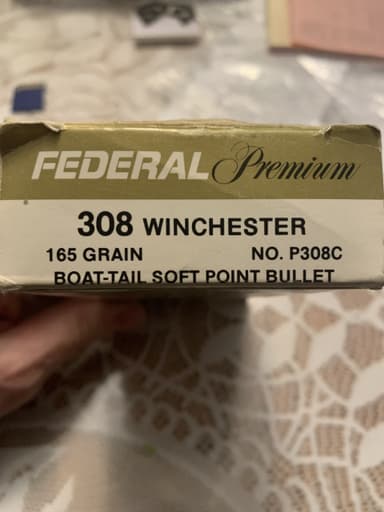 FEDERAL Premium
308 WINCHESTER
165 GRAIN NO. P308C
BOAT-TAIL SOFT POINT BULLET